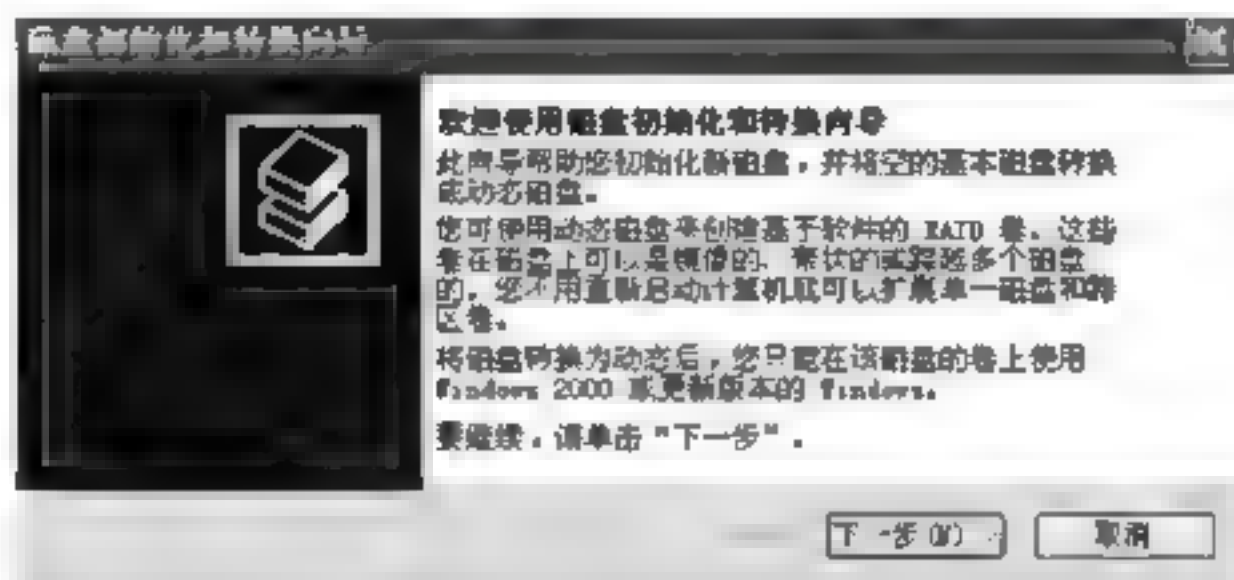 磁盘初始化和转换向导
欢迎使用磁盘初始化和转换向导
此向导帮助您初始化新磁盘，并将空的基本磁盘转换
成动态磁盘。
您可使用动态磁盘来创建基于软件的 RAID 卷。这些
卷在磁盘上可以是镜像的、带状的或跨越多个磁盘
的。您不用重新启动计算机就可以扩展单一磁盘和跨
区卷。
将磁盘转换为动态后，您只能在该磁盘的卷上使用
Windows 2000 或更新版本的 Windows。
要继续，请单击“下一步”。
下一步(N)
取消